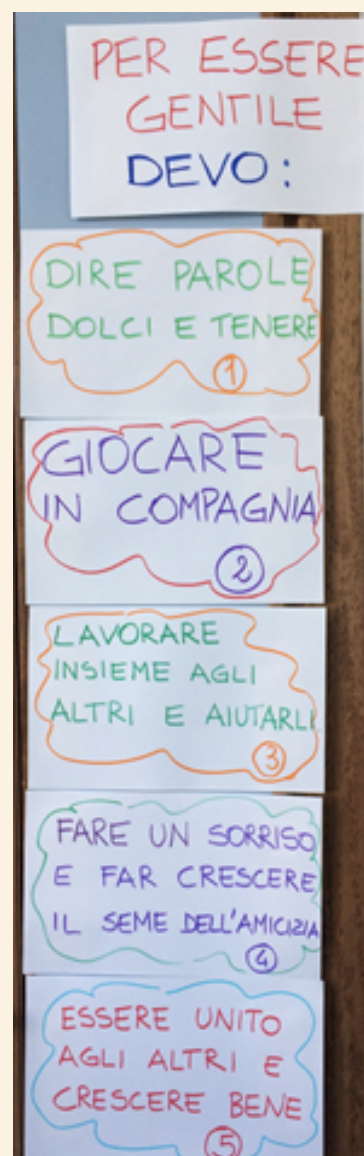 PER ESSERE
GENTILE
DEVO:
DIRE PAROLE
DOLCI E TENERE
1
GIOCARE
IN COMPAGNIA
2
LAVORARE
INSIEME AGLI
ALTRI E AIUTARLI
3
FARE UN SORRISO
E FAR CRESCERE
IL SEME DELL'AMICIZIA
4
ESSERE UNITO
AGLI ALTRI E
CRESCERE BENE
5